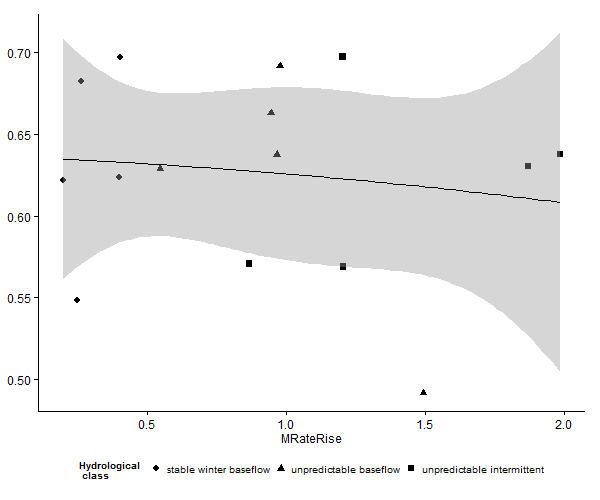 0.70
0.65
0.60
0.55
0.50
0.5 1.0 1.5 2.0
MRateRise
Hydrological
class
stable winter baseflow unpredictable baseflow unpredictable intermittent